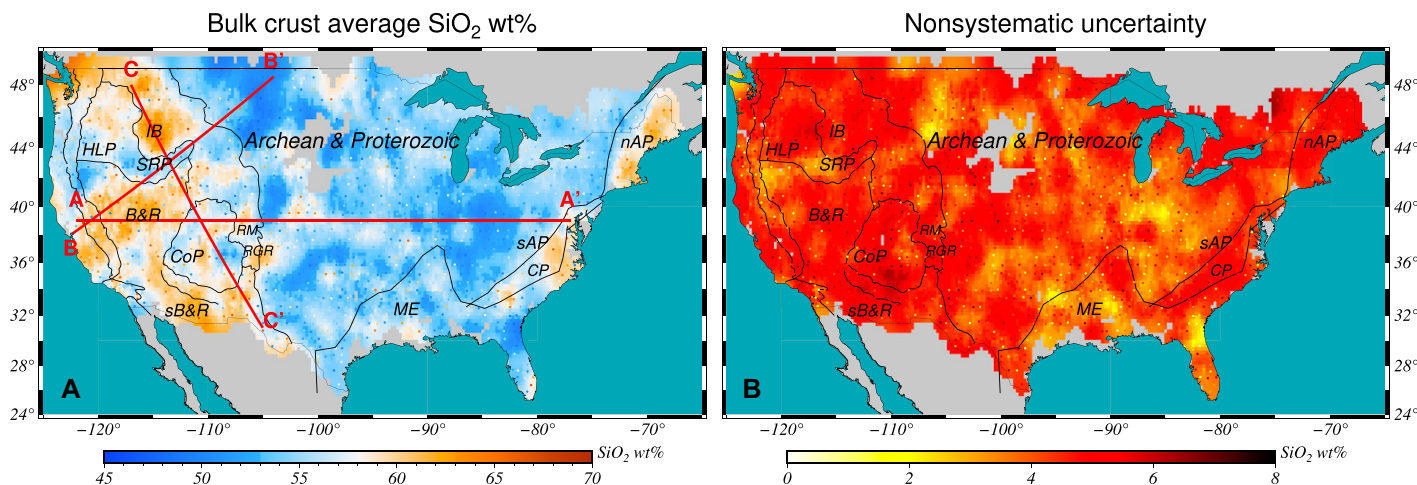 Bulk crust average SiO₂ wt%
C
B'
48°
IB
Archean & Proterozoic
HLP
SRP
nAP
44°
A
A'
40°
B&R
RM
sAP
B
RGR
CoP
CP
36°
sB&R
C'
ME
32°
28°
A
24°
−120°
−110°
−100°
−90°
−80°
−70°
SiO₂ wt%
45
50
55
60
65
70
Nonsystematic uncertainty
48°
IB
Archean & Proterozoic
HLP
SRP
nAP
44°
40°
B&R
RM
sAP
RGR
CoP
CP
36°
sB&R
ME
32°
28°
B
24°
−120°
−110°
−100°
−90°
−80°
−70°
SiO₂ wt%
0
2
4
6
8